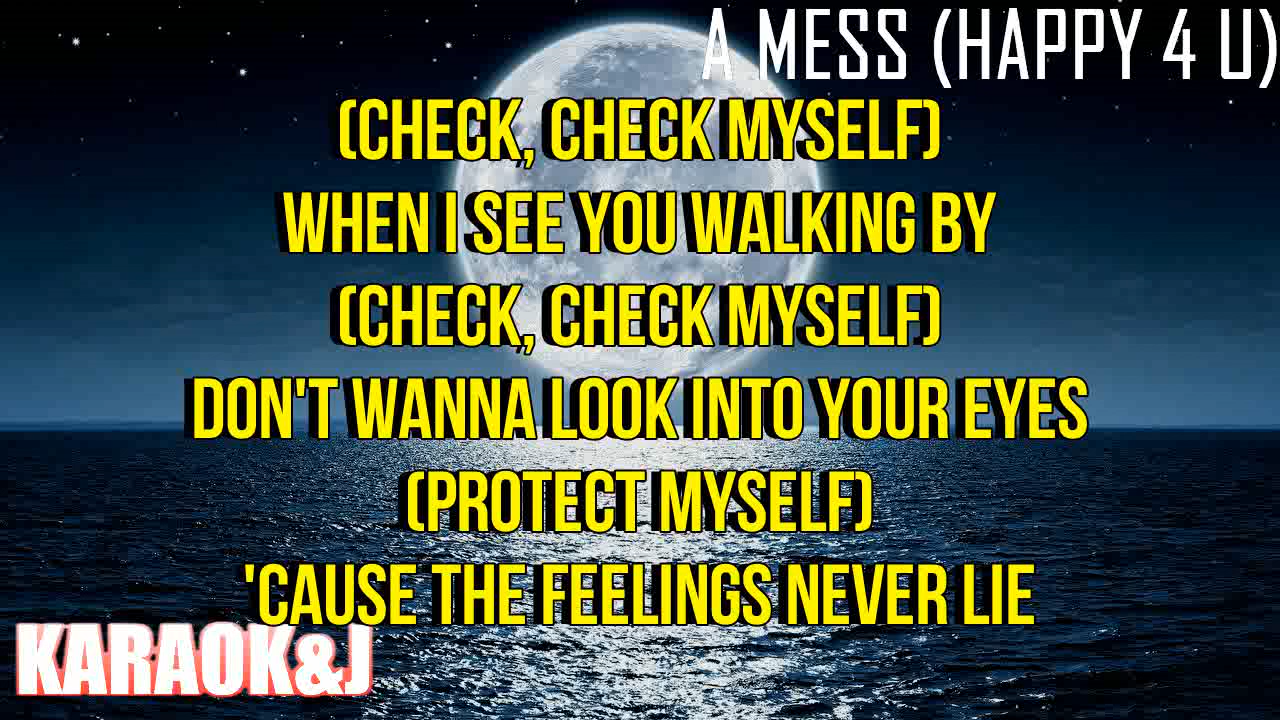 A MESS (HAPPY 4 U)
(CHECK, CHECK MYSELF)
WHEN I SEE YOU WALKING BY
(CHECK, CHECK MYSELF)
DON'T WANNA LOOK INTO YOUR EYES
(PROTECT MYSELF)
'CAUSE THE FEELINGS NEVER LIE
KARAOK&J